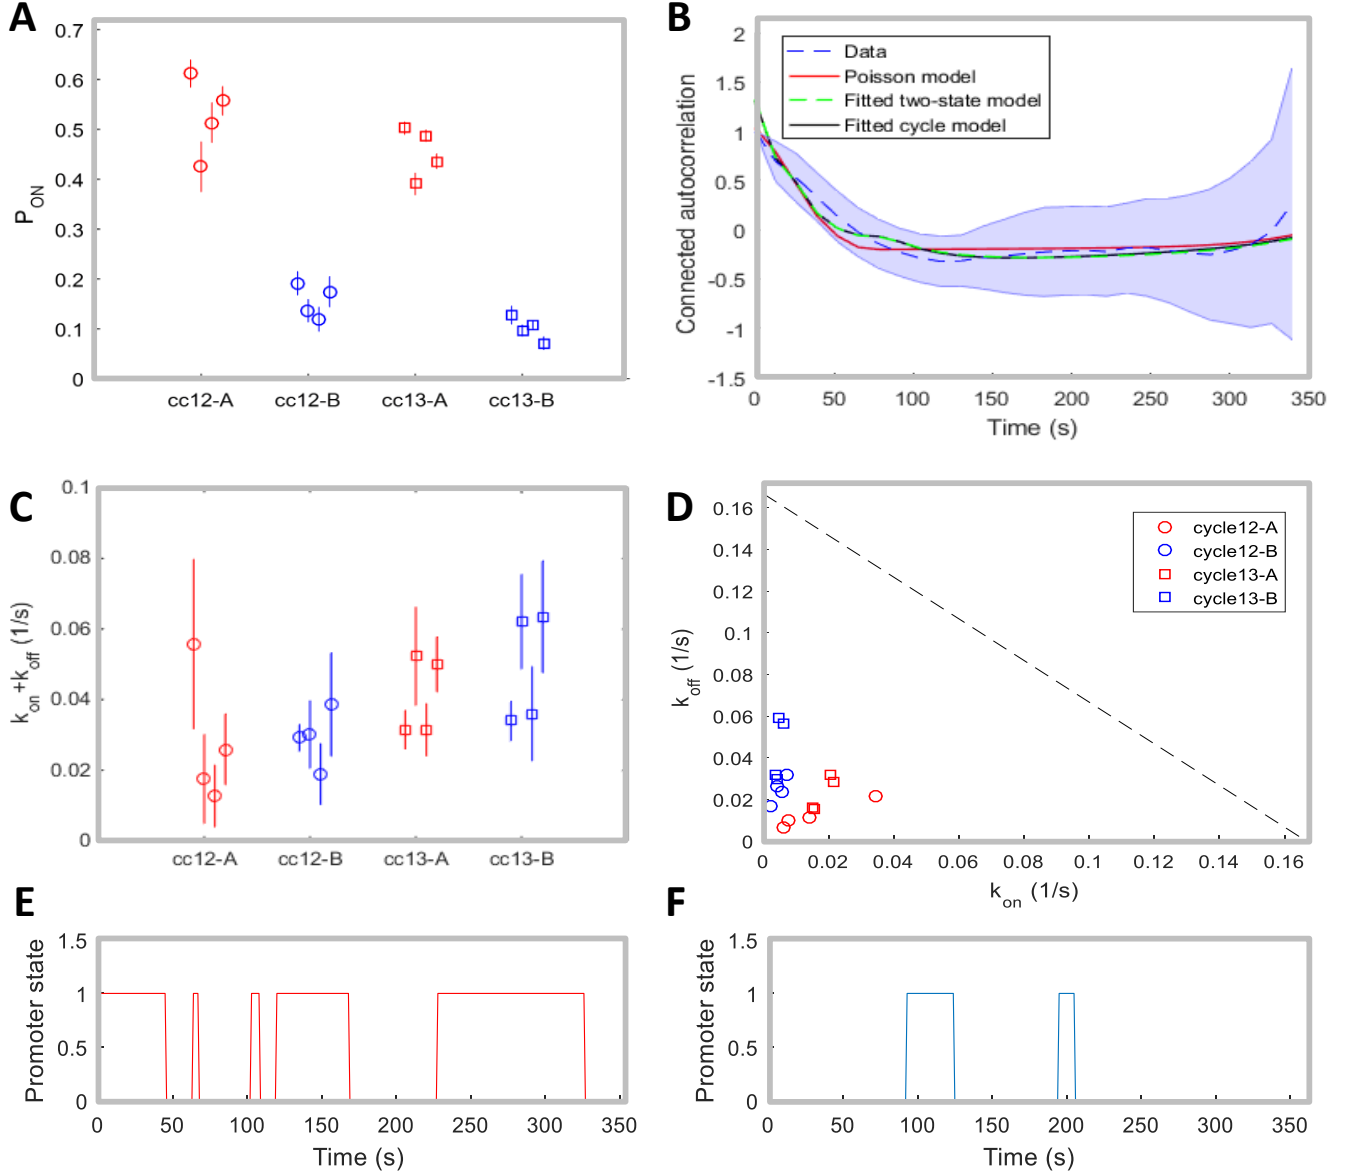 A
0.7
0.6
0.5
0.4
0.3
0.2
0.1
0
P_ON
cc12-A cc12-B cc13-A cc13-B
B
2
1.5
1
0.5
0
-0.5
-1
-1.5
Connected autocorrelation
Data
Poisson model
Fitted two-state model
Fitted cycle model
0 50 100 150 200 250 300 350
Time (s)
C
0.1
0.08
0.06
0.04
0.02
0
k_on+k_off (1/s)
cc12-A cc12-B cc13-A cc13-B
D
0.16
0.14
0.12
0.1
0.08
0.06
0.04
0.02
0
k_off (1/s)
cycle12-A
cycle12-B
cycle13-A
cycle13-B
0 0.02 0.04 0.06 0.08 0.1 0.12 0.14 0.16
k_on (1/s)
E
1.5
1
0.5
0
Promoter state
0 50 100 150 200 250 300 350
Time (s)
F
1.5
1
0.5
0
Promoter state
0 50 100 150 200 250 300 350
Time (s)